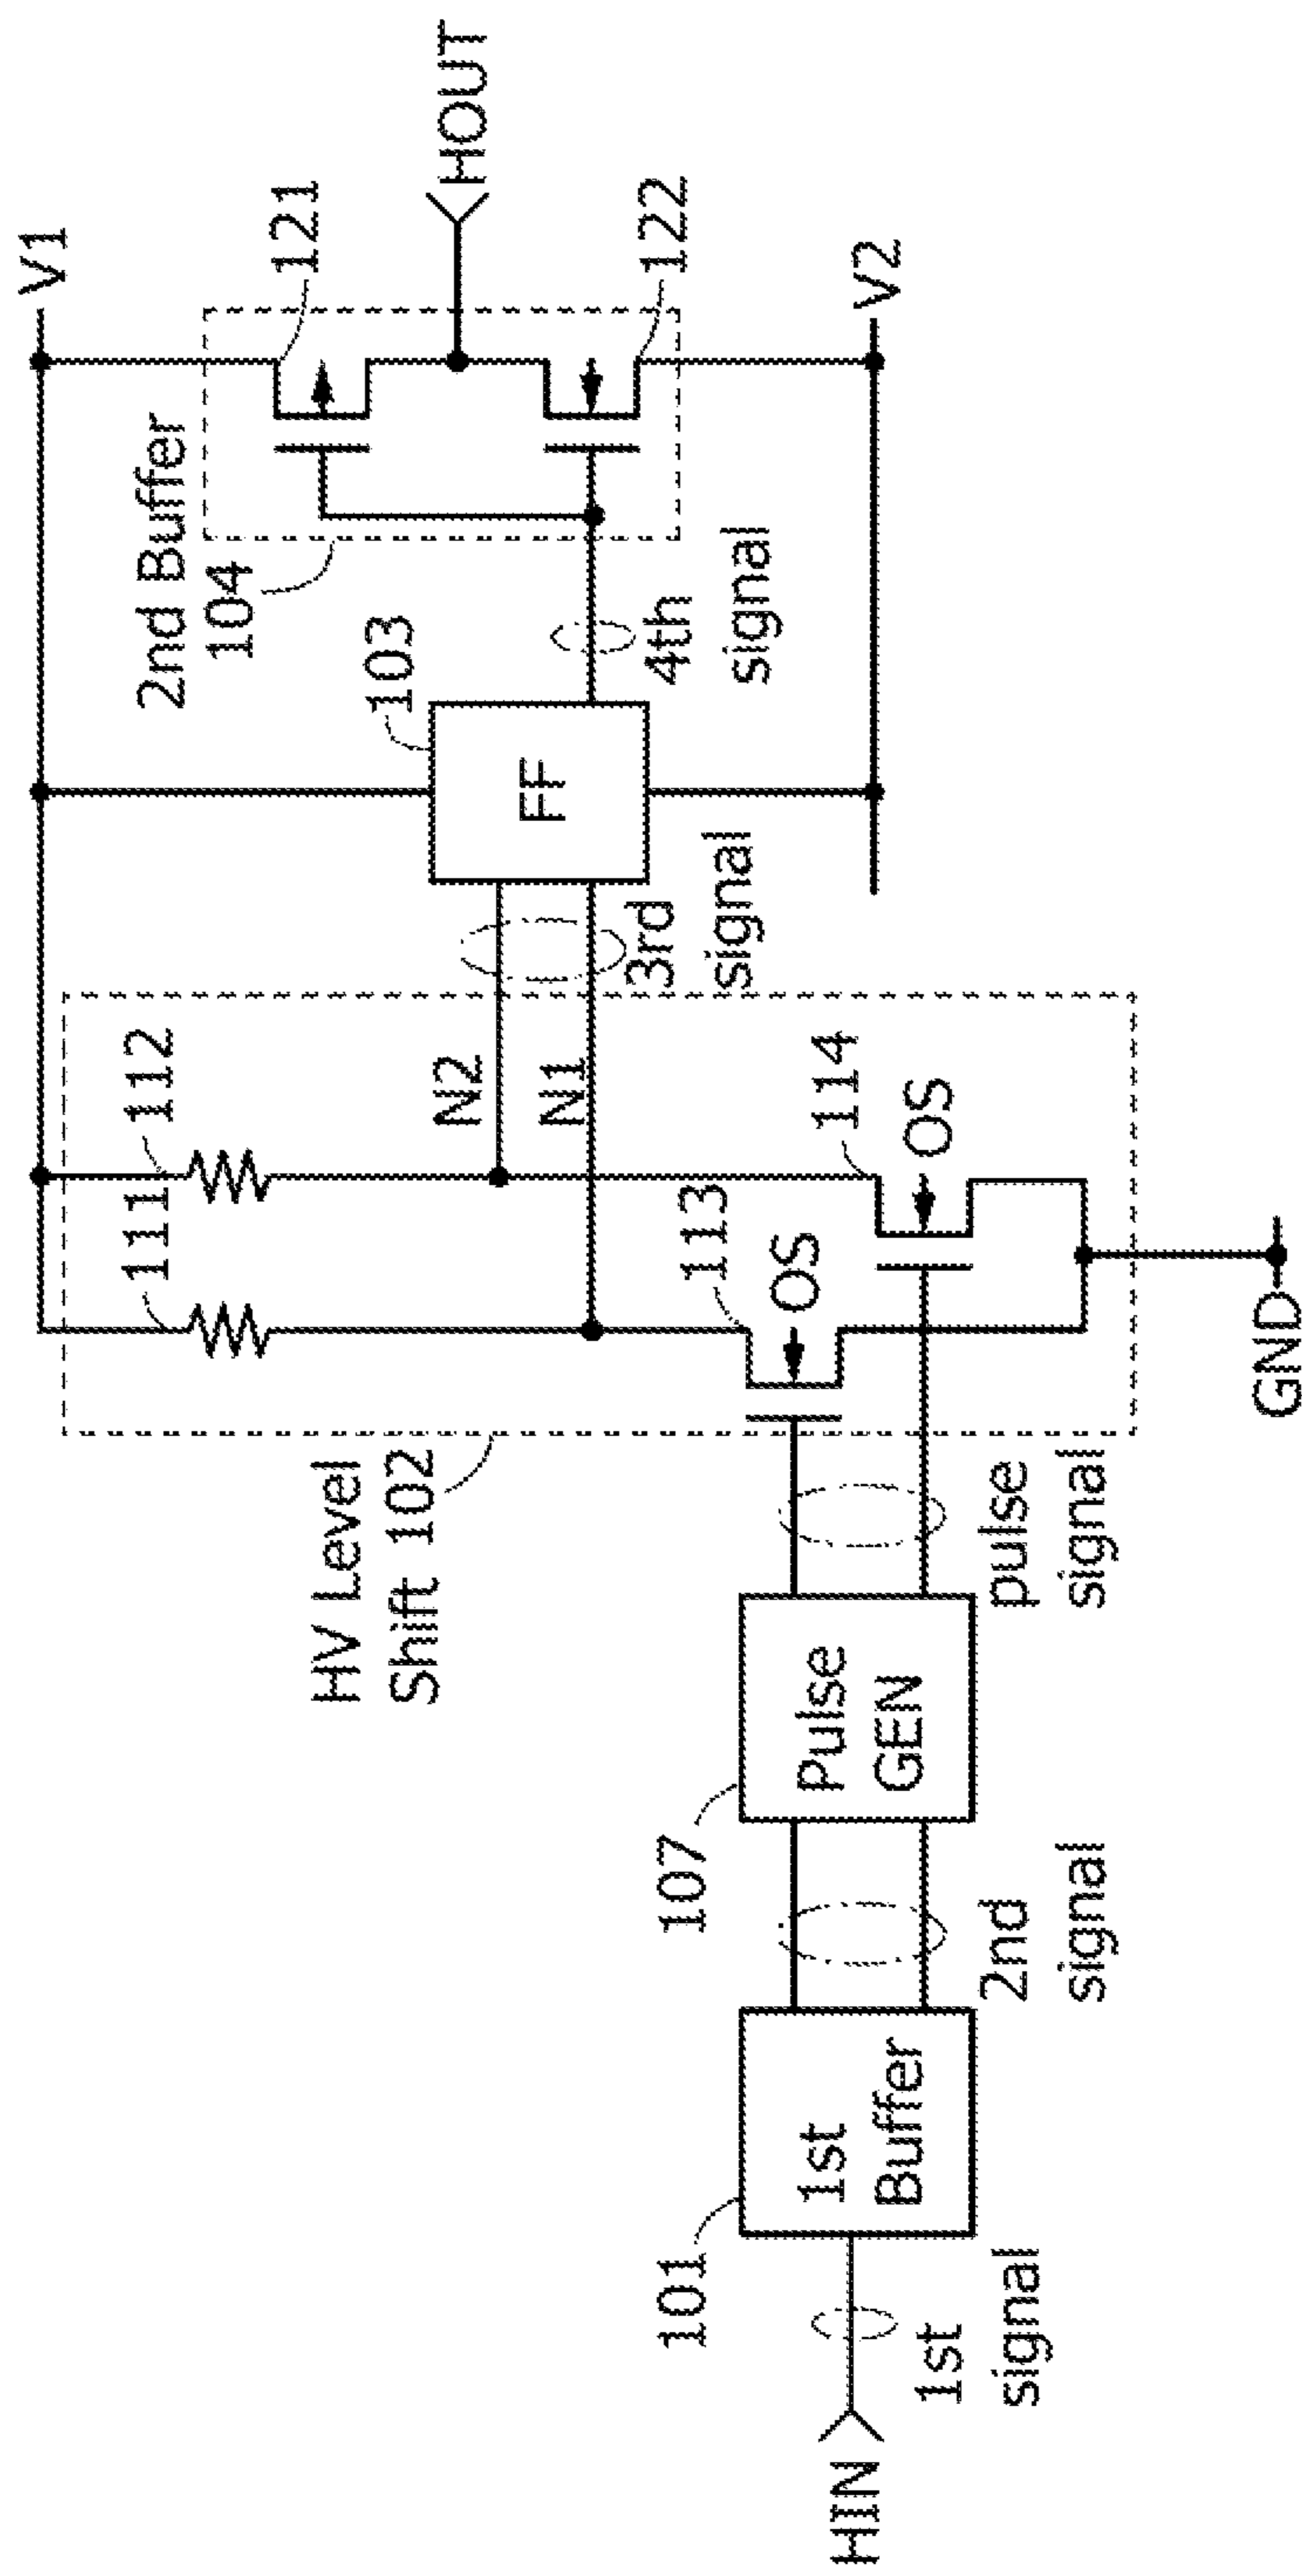 V1
2nd Buffer
104
121
HOUT
122
V2
HV Level
Shift 102
111
112
N2
N1
103
FF
3rd
signal
4th
signal
113
OS
114
OS
GND
HIN
1st
signal
101
1st
Buffer
2nd
signal
107
Pulse
GEN
pulse
signal